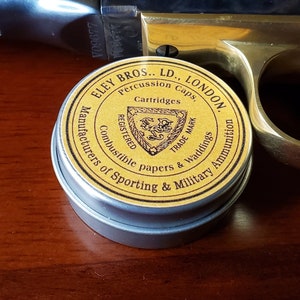 ELEY BROS., LD., LONDON.
Percussion Caps
Cartridges
REGISTERED TRADE MARK
Combustible papers & Waddings
Manufacturers of Sporting & Military Ammunition